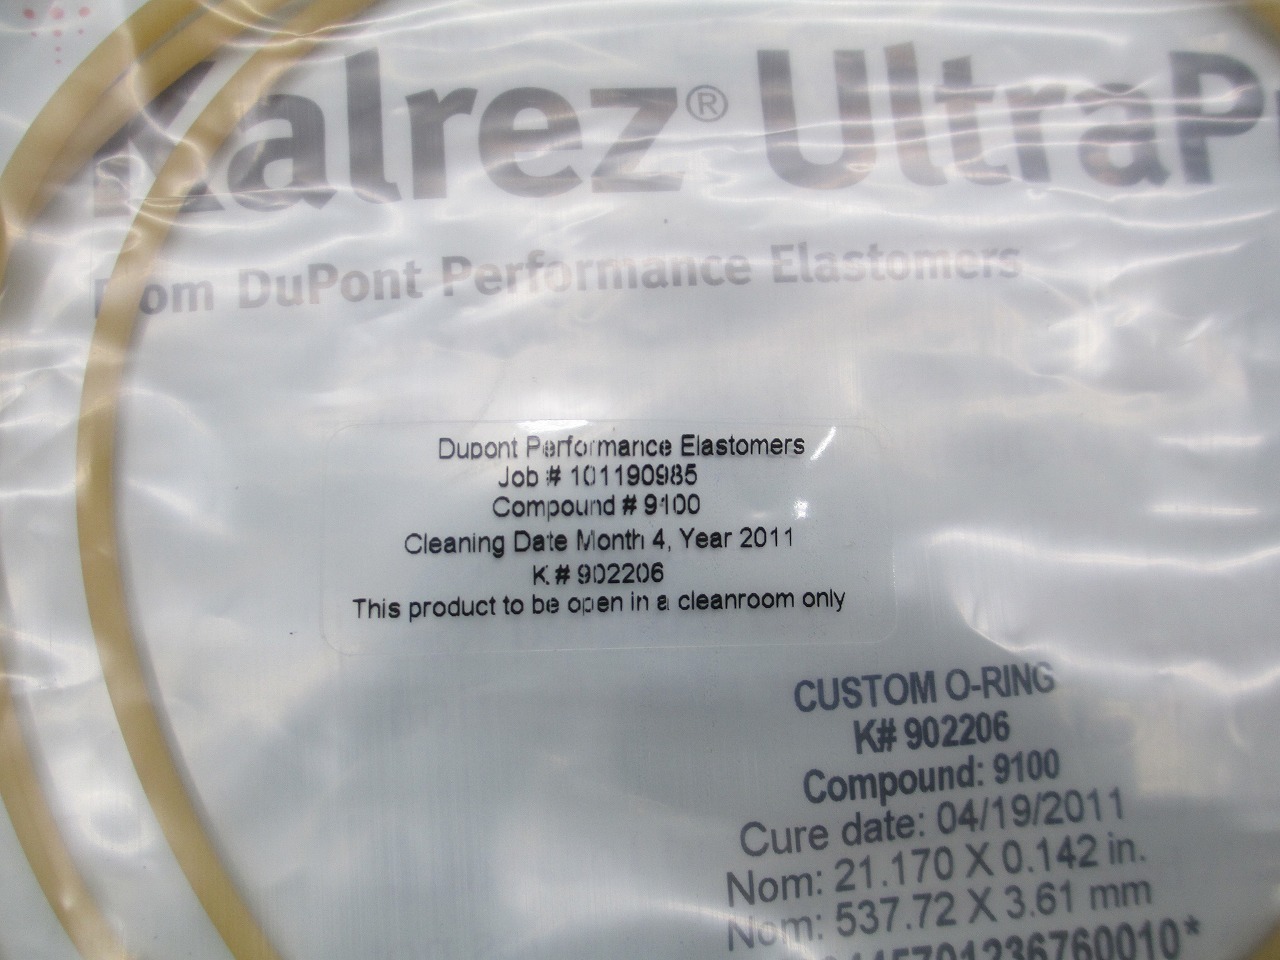 Kalrez® UltraP
From DuPont Performance Elastomers
Dupont Performance Elastomers
Job # 101190985
Compound # 9100
Cleaning Date Month 4, Year 2011
K # 902206
This product to be open in a cleanroom only
CUSTOM O-RING
K# 902206
Compound: 9100
Cure date: 04/19/2011
Nom: 21.170 X 0.142 in.
Nom: 537.72 X 3.61 mm